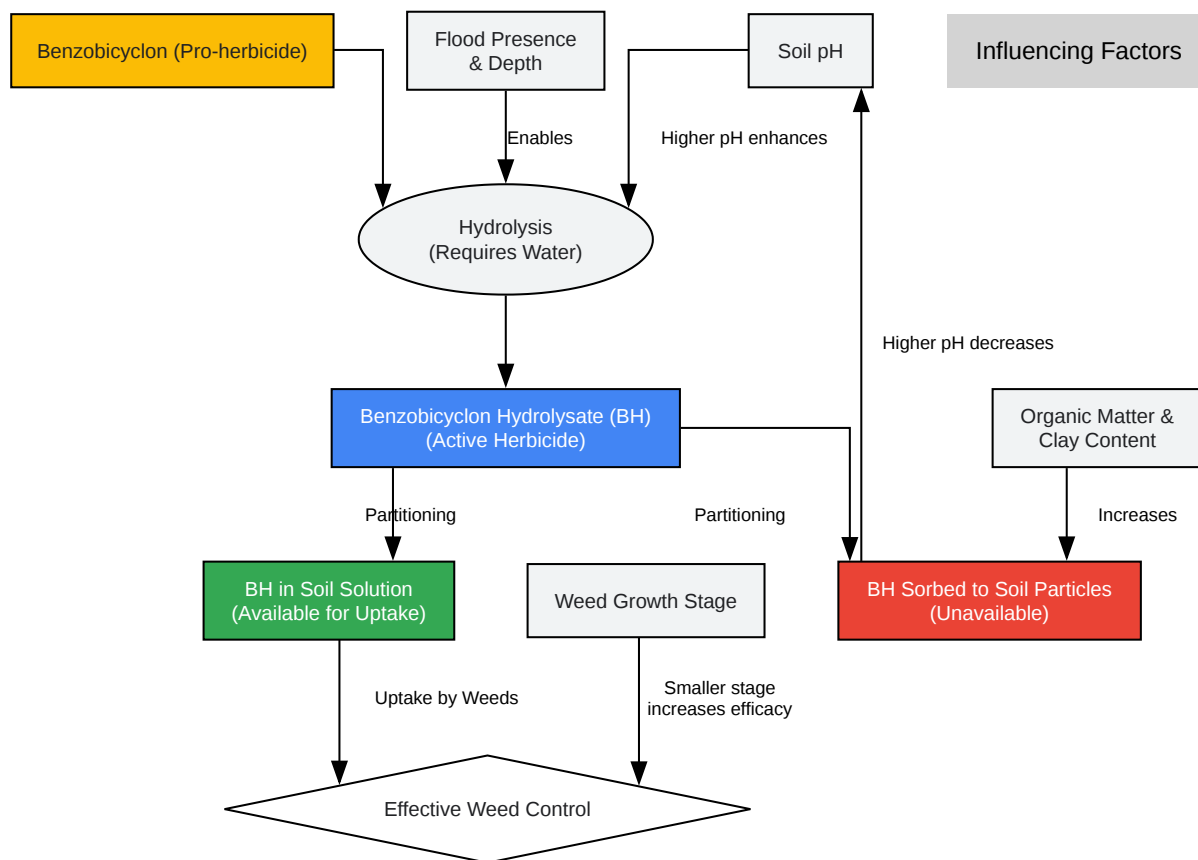 Benzobicyclon (Pro-herbicide)
Flood Presence
& Depth
Soil pH
Influencing Factors
Enables
Higher pH enhances
Hydrolysis
(Requires Water)
Higher pH decreases
Benzobicyclon Hydrolysate (BH)
(Active Herbicide)
Organic Matter &
Clay Content
Partitioning
Partitioning
Increases
BH in Soil Solution
(Available for Uptake)
Weed Growth Stage
BH Sorbed to Soil Particles
(Unavailable)
Uptake by Weeds
Smaller stage
increases efficacy
Effective Weed Control